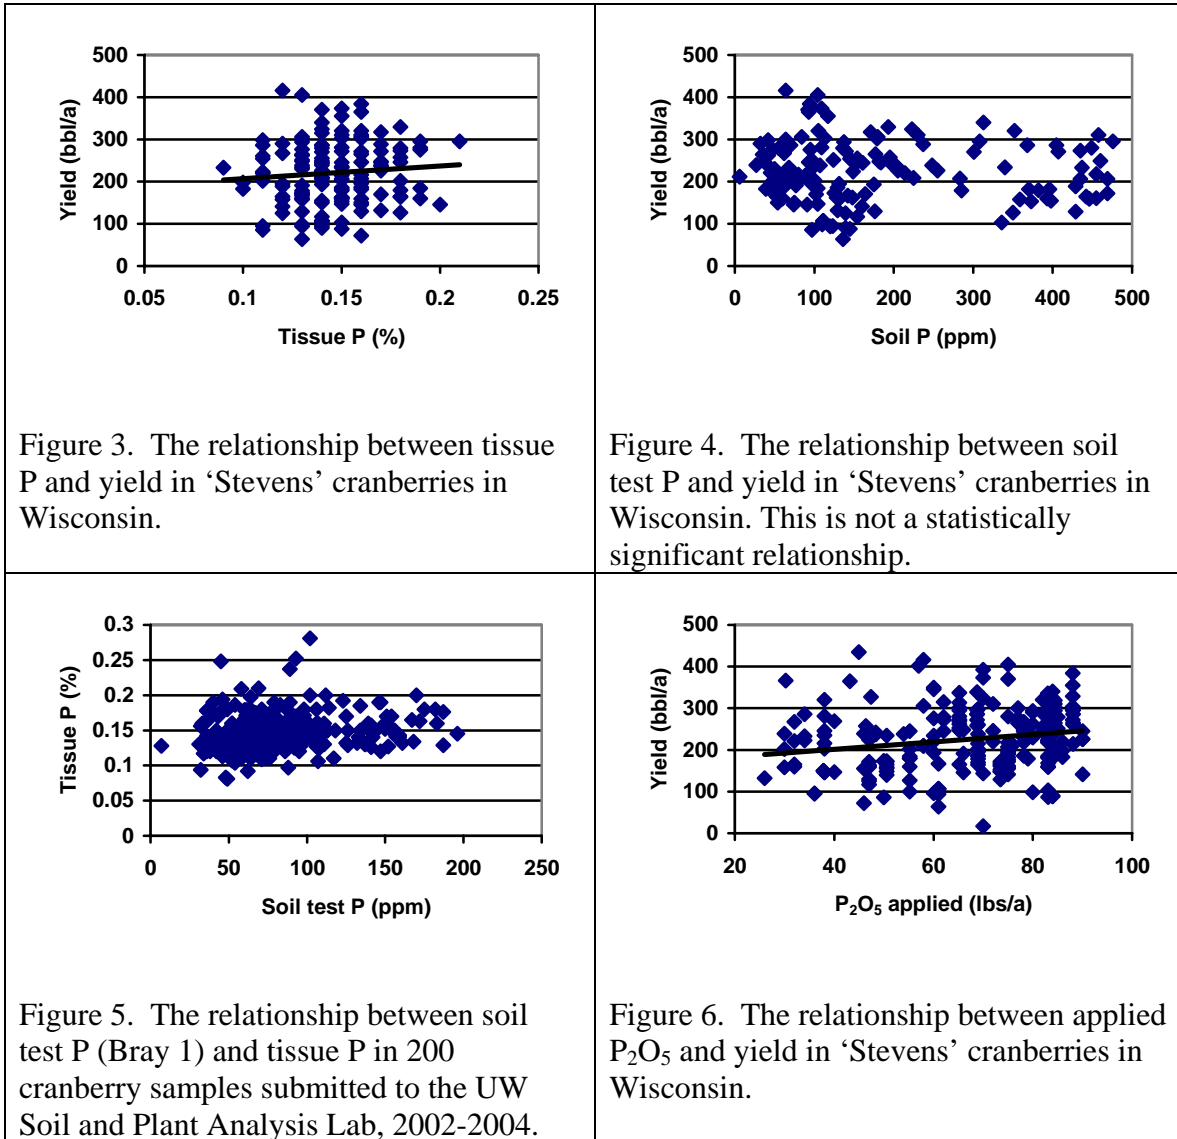 500
400
300
200
100
0
Yield (bbl/a)
0.05 0.1 0.15 0.2 0.25
Tissue P (%)
Figure 3. The relationship between tissue
P and yield in ‘Stevens’ cranberries in
Wisconsin.
500
400
300
200
100
0
Yield (bbl/a)
0 100 200 300 400 500
Soil P (ppm)
Figure 4. The relationship between soil
test P and yield in ‘Stevens’ cranberries in
Wisconsin. This is not a statistically
significant relationship.
0.3
0.25
0.2
0.15
0.1
0.05
0
Tissue P (%)
0 50 100 150 200 250
Soil test P (ppm)
Figure 5. The relationship between soil
test P (Bray 1) and tissue P in 200
cranberry samples submitted to the UW
Soil and Plant Analysis Lab, 2002-2004.
500
400
300
200
100
0
Yield (bbl/a)
20 40 60 80 100
P₂O₅ applied (lbs/a)
Figure 6. The relationship between applied
P₂O₅ and yield in ‘Stevens’ cranberries in
Wisconsin.